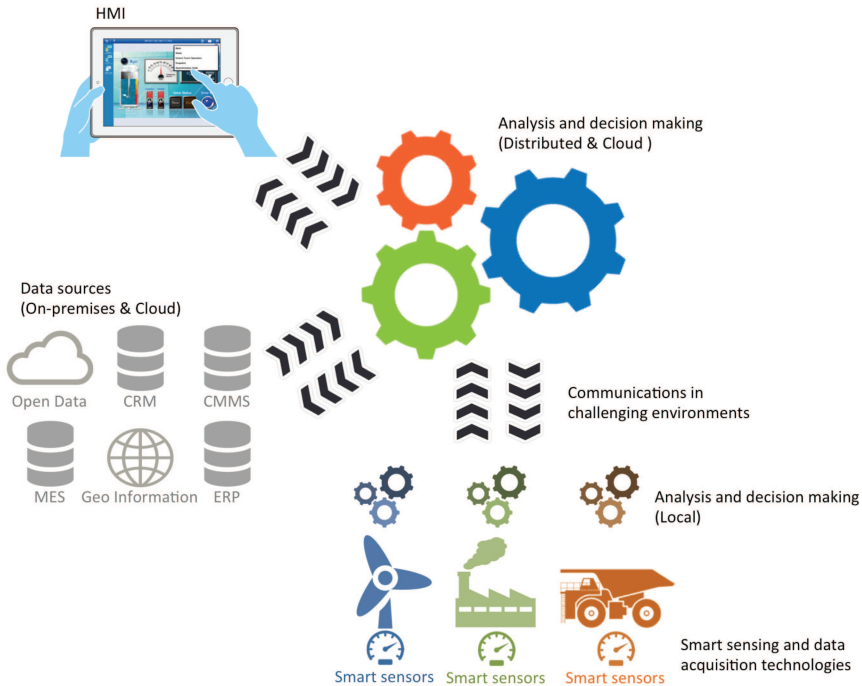 HMI
Analysis and decision making
(Distributed & Cloud )
Data sources
(On-premises & Cloud)
Open Data
CRM
CMMS
MES
Geo Information
ERP
Communications in
challenging environments
Analysis and decision making
(Local)
Smart sensing and data
acquisition technologies
Smart sensors
Smart sensors
Smart sensors